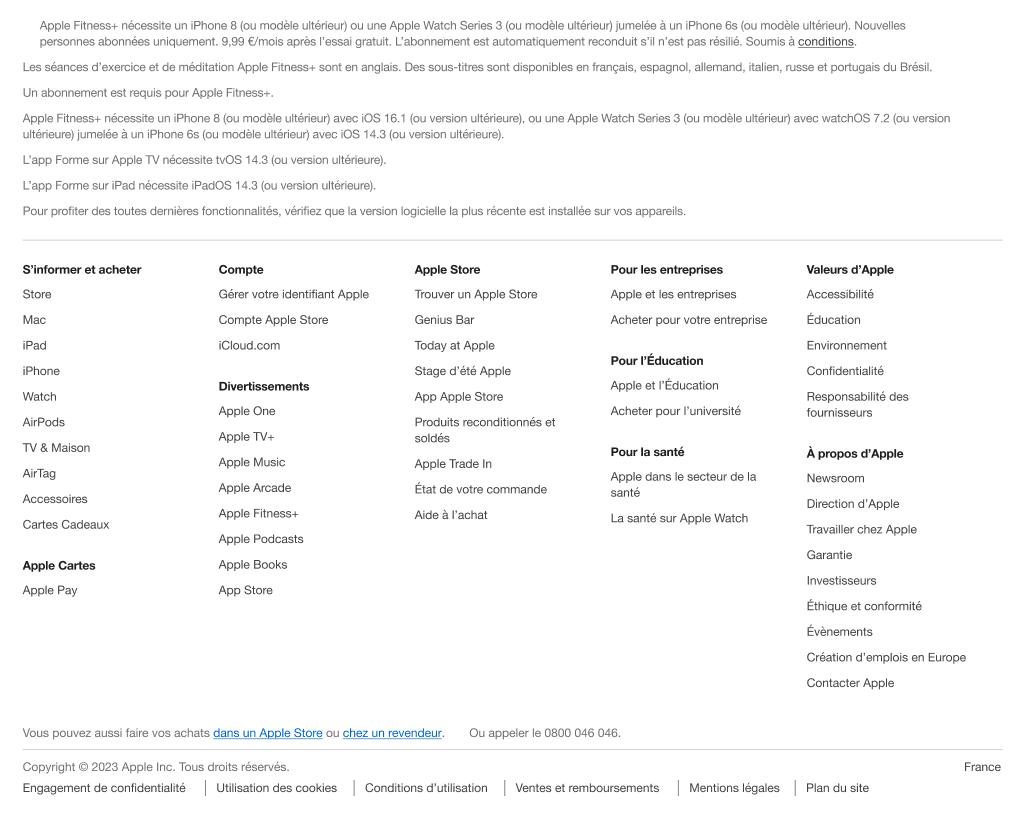 Apple Fitness+ nécessite un iPhone 8 (ou modèle ultérieur) ou une Apple Watch Series 3 (ou modèle ultérieur) jumelée à un iPhone 6s (ou modèle ultérieur). Nouvelles
personnes abonnées uniquement. 9,99 €/mois après l’essai gratuit. L’abonnement est automatiquement reconduit s’il n’est pas résilié. Soumis à conditions.
Les séances d’exercice et de méditation Apple Fitness+ sont en anglais. Des sous-titres sont disponibles en français, espagnol, allemand, italien, russe et portugais du Brésil.
Un abonnement est requis pour Apple Fitness+.
Apple Fitness+ nécessite un iPhone 8 (ou modèle ultérieur) avec iOS 16.1 (ou version ultérieure), ou une Apple Watch Series 3 (ou modèle ultérieur) avec watchOS 7.2 (ou version
ultérieure) jumelée à un iPhone 6s (ou modèle ultérieur) avec iOS 14.3 (ou version ultérieure).
L’app Forme sur Apple TV nécessite tvOS 14.3 (ou version ultérieure).
L’app Forme sur iPad nécessite iPadOS 14.3 (ou version ultérieure).
Pour profiter des toutes dernières fonctionnalités, vérifiez que la version logicielle la plus récente est installée sur vos appareils.
S’informer et acheter
Store
Mac
iPad
iPhone
Watch
AirPods
TV & Maison
AirTag
Accessoires
Cartes Cadeaux
Apple Cartes
Apple Pay
Compte
Gérer votre identifiant Apple
Compte Apple Store
iCloud.com
Divertissements
Apple One
Apple TV+
Apple Music
Apple Arcade
Apple Fitness+
Apple Podcasts
Apple Books
App Store
Apple Store
Trouver un Apple Store
Genius Bar
Today at Apple
Stage d’été Apple
App Apple Store
Produits reconditionnés et
soldés
Apple Trade In
État de votre commande
Aide à l’achat
Pour les entreprises
Apple et les entreprises
Acheter pour votre entreprise
Pour l’Éducation
Apple et l’Éducation
Acheter pour l’université
Pour la santé
Apple dans le secteur de la
santé
La santé sur Apple Watch
Valeurs d’Apple
Accessibilité
Éducation
Environnement
Confidentialité
Responsabilité des
fournisseurs
À propos d’Apple
Newsroom
Direction d’Apple
Travailler chez Apple
Garantie
Investisseurs
Éthique et conformité
Évènements
Création d’emplois en Europe
Contacter Apple
Vous pouvez aussi faire vos achats dans un Apple Store ou chez un revendeur. Ou appeler le 0800 046 046.
Copyright © 2023 Apple Inc. Tous droits réservés. France
Engagement de confidentialité Utilisation des cookies Conditions d’utilisation Ventes et remboursements Mentions légales Plan du site